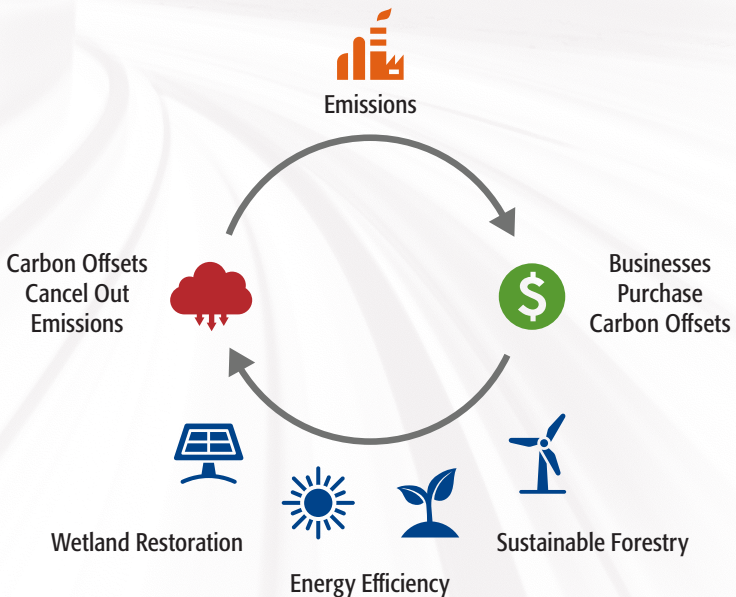 Emissions
Carbon Offsets
Cancel Out
Emissions
$
Businesses
Purchase
Carbon Offsets
Wetland Restoration
Sustainable Forestry
Energy Efficiency